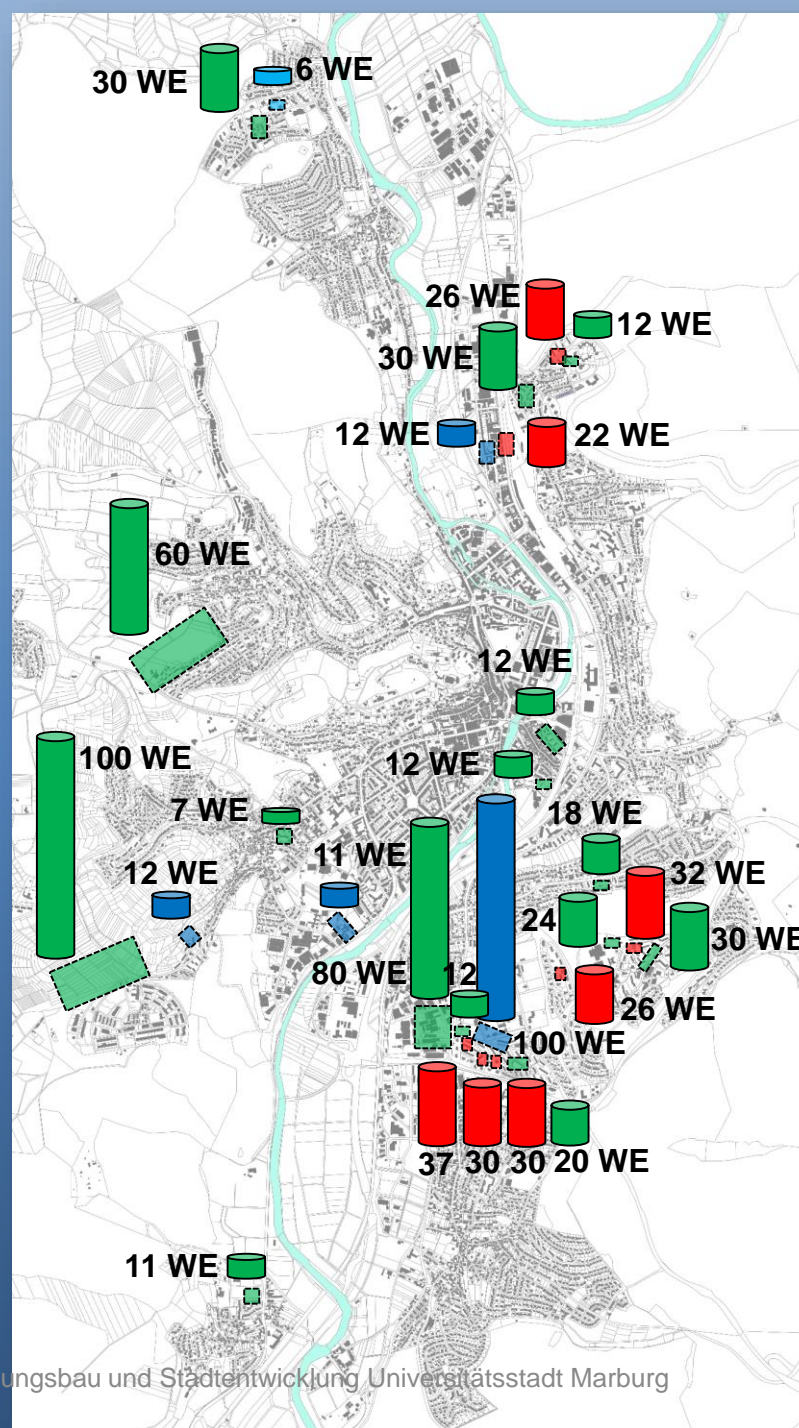 6 WE
30 WE
26 WE
12 WE
30 WE
12 WE
22 WE
60 WE
12 WE
100 WE
12 WE
7 WE
18 WE
11 WE
32 WE
12 WE
24
30 WE
80 WE
12
26 WE
100 WE
37 30 30 20 WE
11 WE
ungsbau und Stadtentwicklung Universitätsstadt Marburg